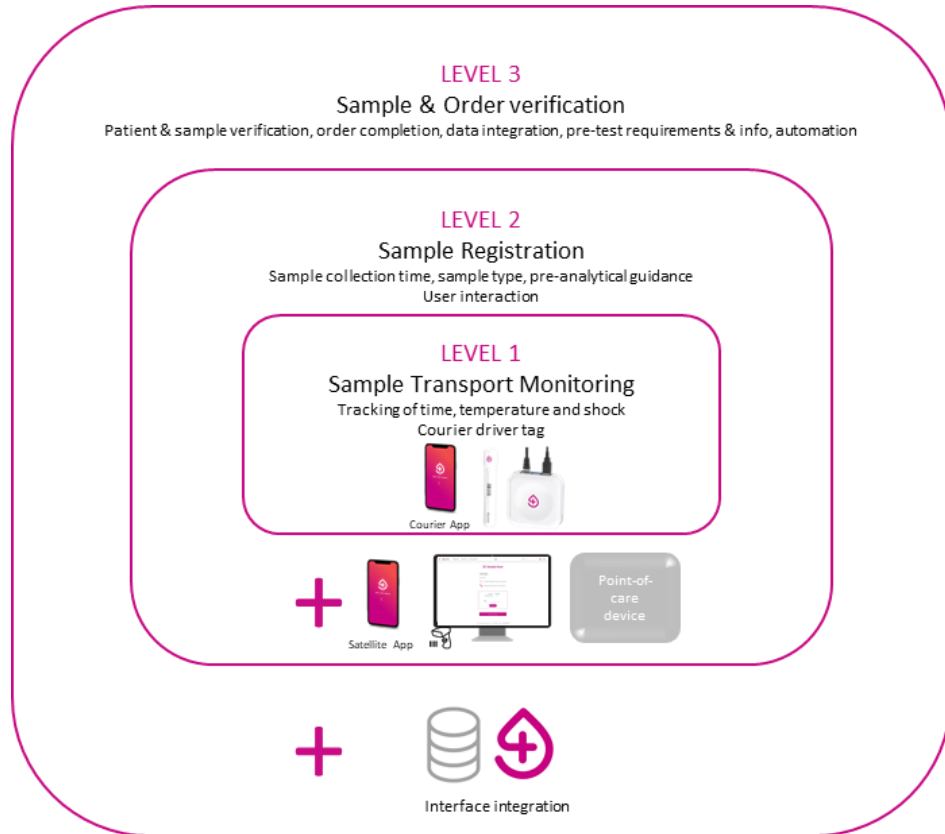 LEVEL 3
Sample & Order verification
Patient & sample verification, order completion, data integration, pre-test requirements & info, automation
LEVEL 2
Sample Registration
Sample collection time, sample type, pre-analytical guidance
User interaction
LEVEL 1
Sample Transport Monitoring
Tracking of time, temperature and shock
Courier driver tag
Courier App
Satellite App
Point-of-
care
device
Interface integration